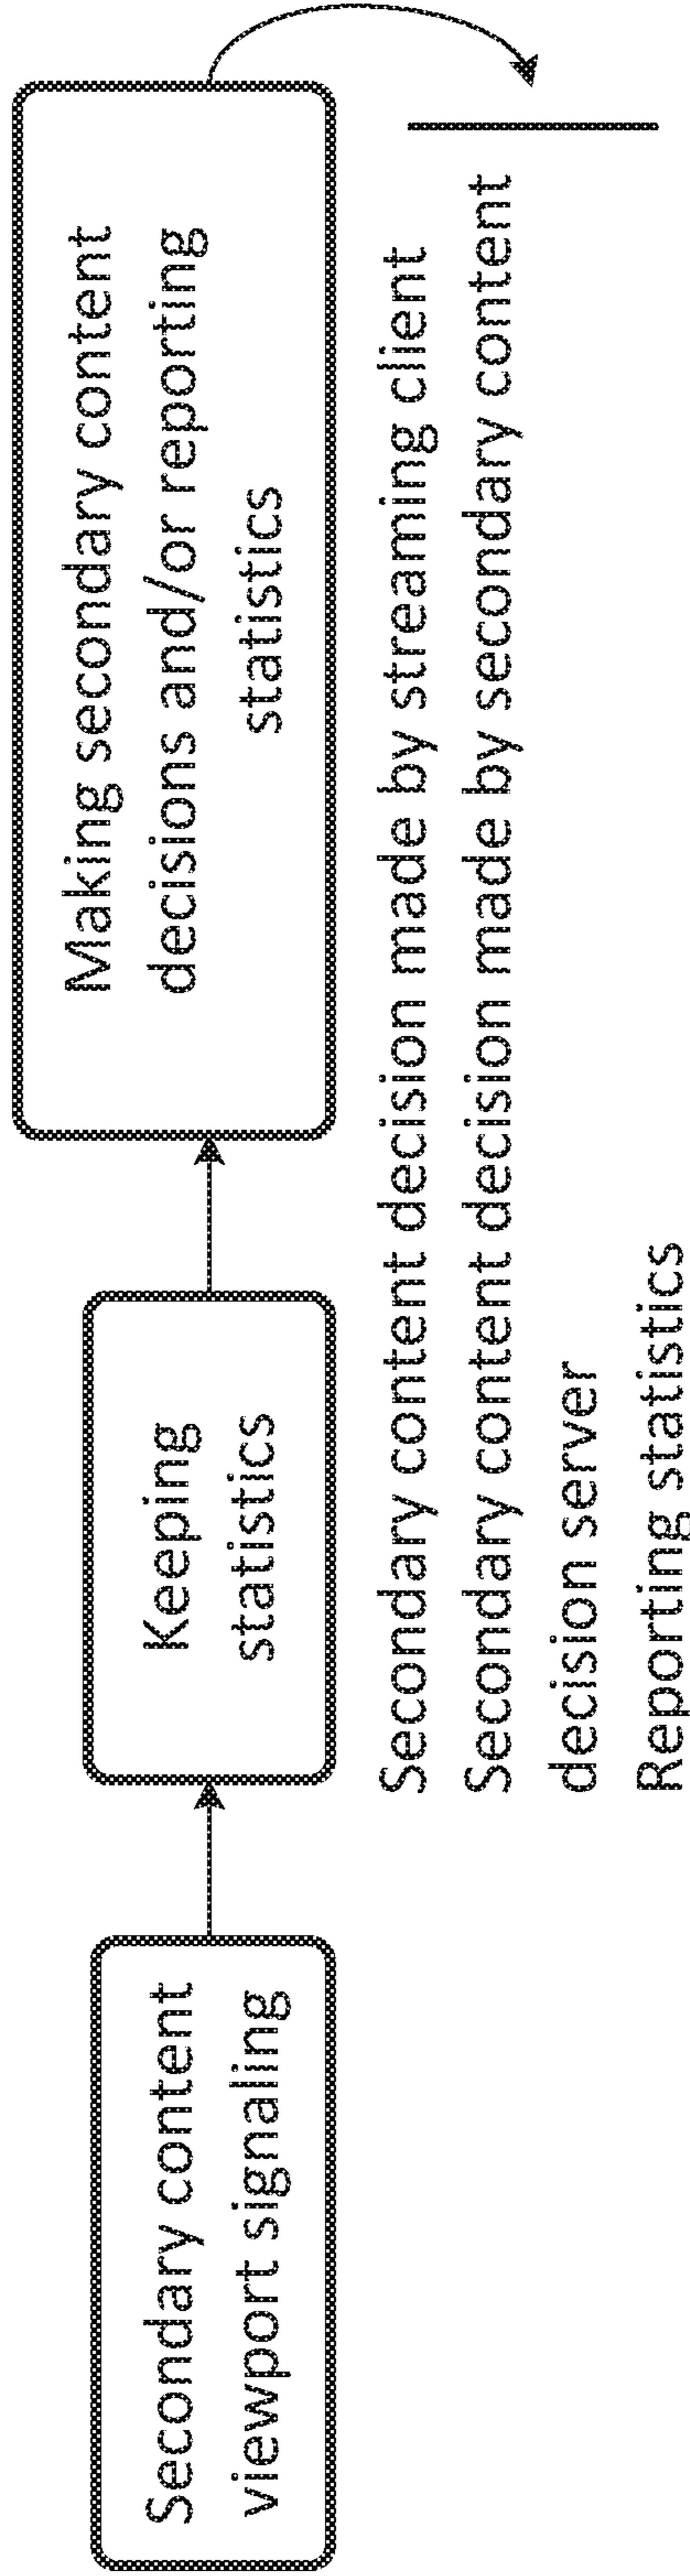 Secondary content
viewport signaling
Keeping
statistics
Making secondary content
decisions and/or reporting
statistics
Secondary content decision made by streaming client
Secondary content decision made by secondary content
decision server
Reporting statistics